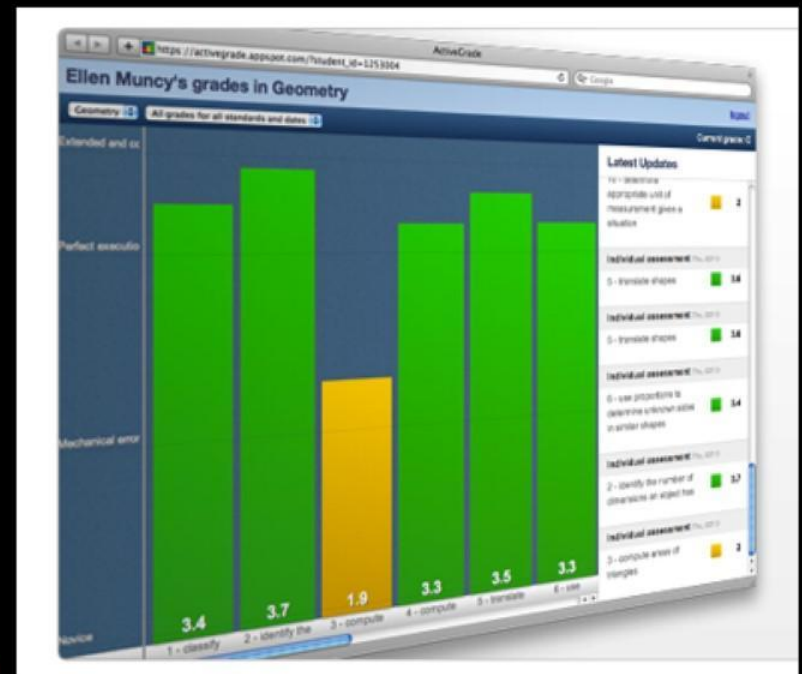 https://activegrade.appspot.com/?student_id=1253004
ActiveGrade
Google
Ellen Muncy's grades in Geometry
logout
Geometry
All grades for all standards and dates
Current grade:
Extended and cc
Perfect executio
Mechanical error
Novice
3.4
3.7
1.9
3.3
3.5
3.3
1 - classify
2 - identify the
3 - compute
4 - compute
5 - translate
6 - use
Latest Updates
10 - determine
appropriate unit of
measurement given a
situation
2
Individual assessment
5 - translate shapes
3.6
Individual assessment
5 - translate shapes
Individual assessment
6 - use proportions to
determine unknown sides
in similar shapes
3.4
Individual assessment
2 - identify the number of
dimensions an object has
3.7
Individual assessment
3 - compute areas of
triangles
2